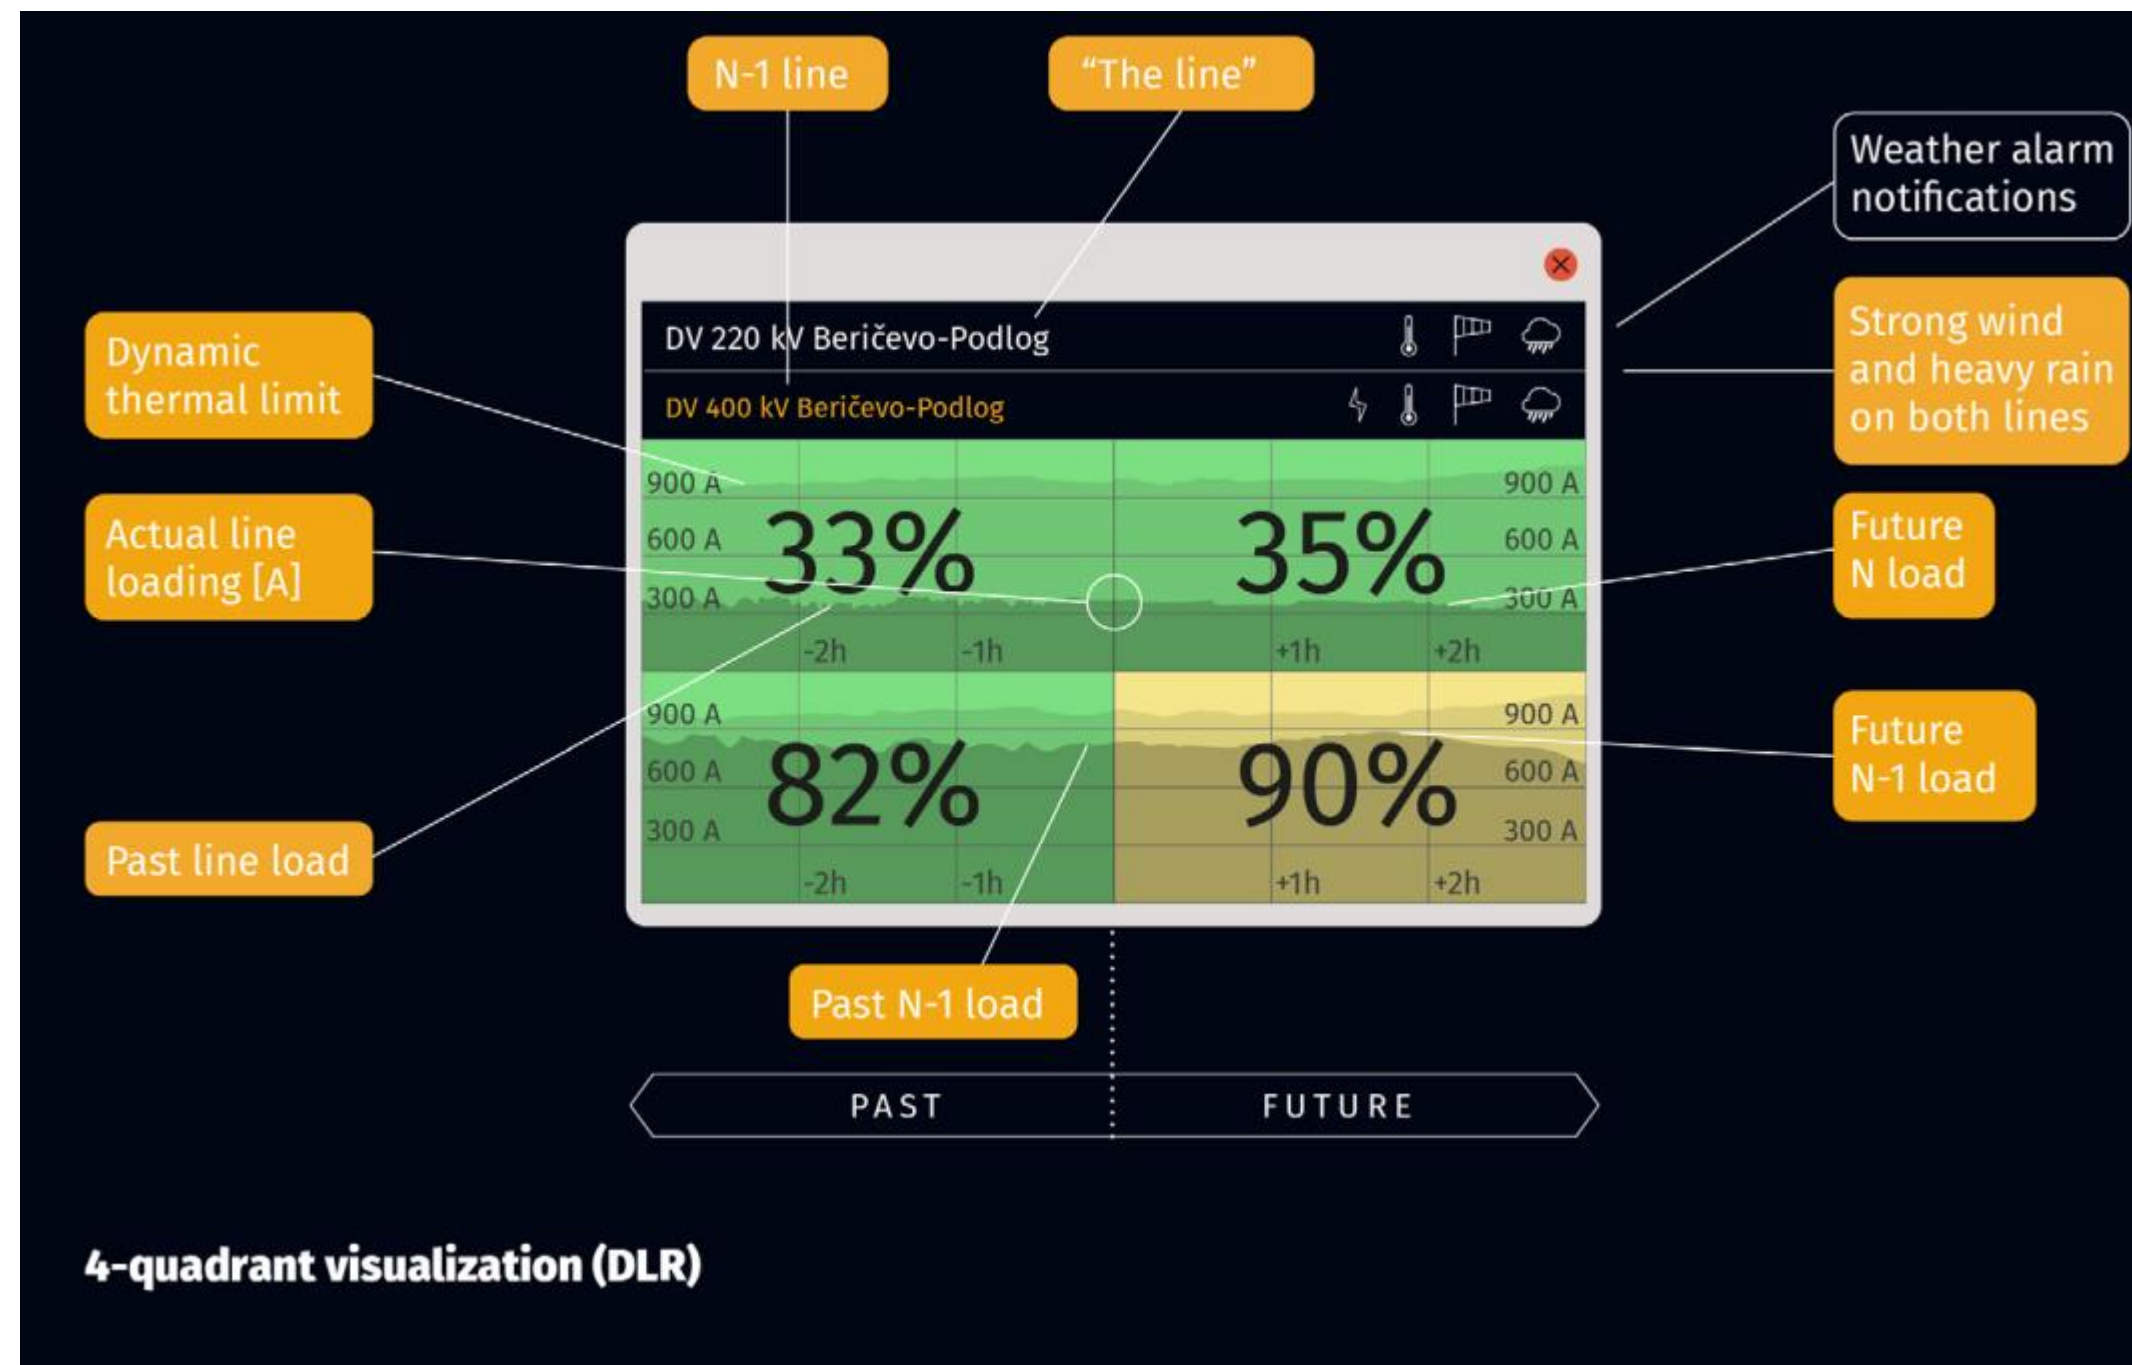 N-1 line
“The line”
Weather alarm
notifications
Strong wind
and heavy rain
on both lines
Dynamic
thermal limit
Actual line
loading [A]
Past line load
DV 220 kV Beričevo-Podlog
DV 400 kV Beričevo-Podlog
900 A
900 A
33%
35%
600 A
600 A
300 A
300 A
-2h
-1h
+1h
+2h
900 A
900 A
82%
90%
600 A
600 A
300 A
300 A
-2h
-1h
+1h
+2h
Future
N load
Future
N-1 load
Past N-1 load
PAST
FUTURE
4-quadrant visualization (DLR)